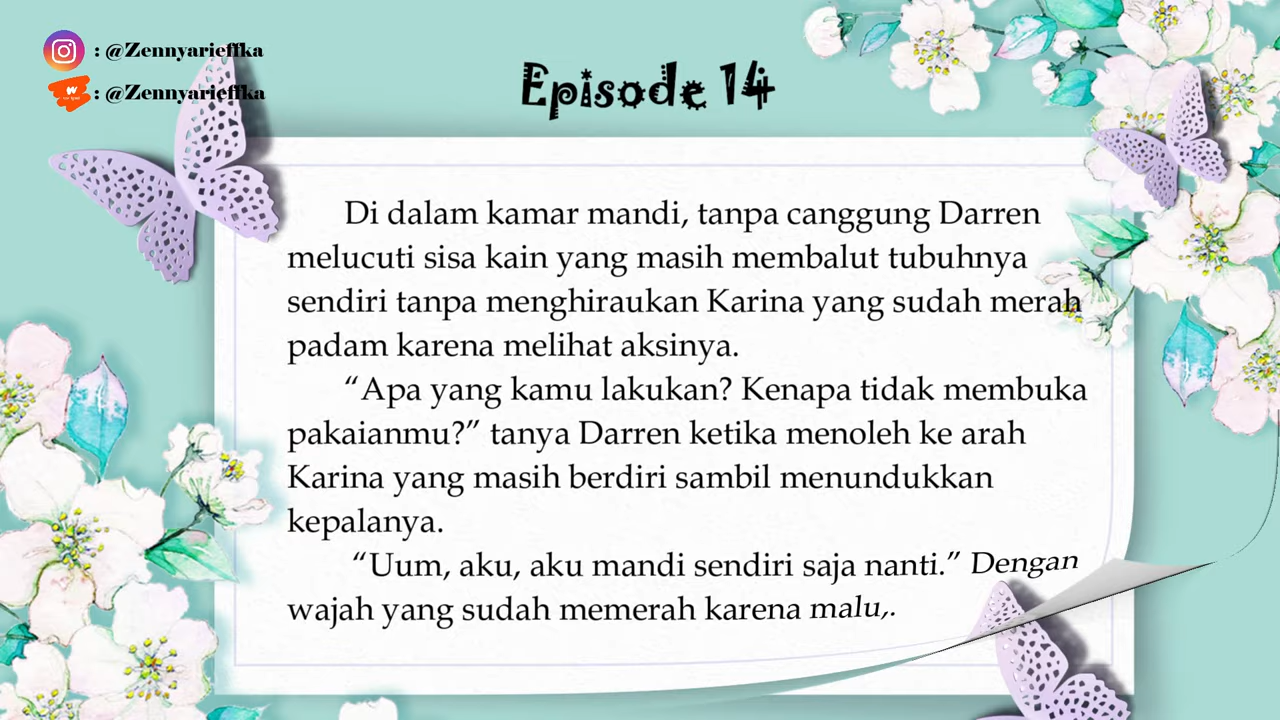 : @Zennyarieffka
: @Zennyarieffka
Episode 14
Di dalam kamar mandi, tanpa canggung Darren
melucuti sisa kain yang masih membalut tubuhnya
sendiri tanpa menghiraukan Karina yang sudah merah
padam karena melihat aksinya.
“Apa yang kamu lakukan? Kenapa tidak membuka
pakaianmu?” tanya Darren ketika menoleh ke arah
Karina yang masih berdiri sambil menundukkan
kepalanya.
“Uum, aku, aku mandi sendiri saja nanti.” Dengan
wajah yang sudah memerah karena malu,.